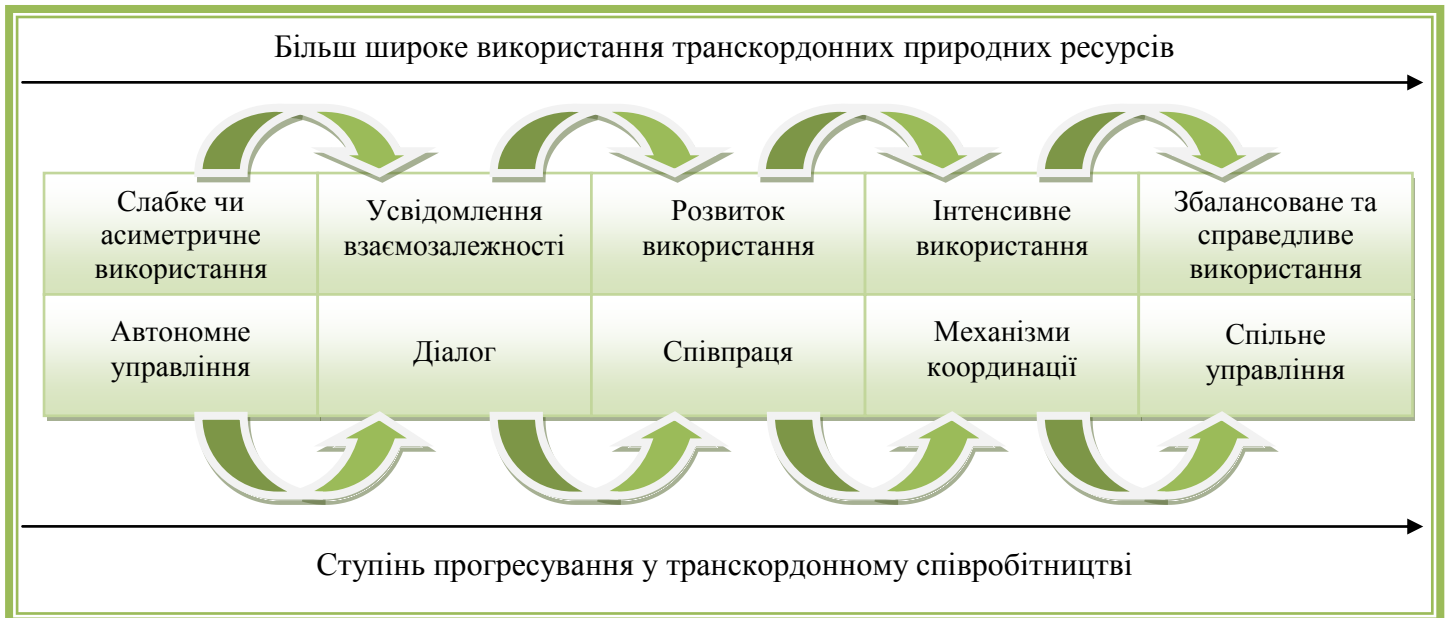 Більш широке використання транскордонних природних ресурсів
Слабке чи
асиметричне
використання
Усвідомлення
взаємозалежності
Розвиток
використання
Інтенсивне
використання
Збалансоване та
справедливе
використання
Автономне
управління
Діалог
Співпраця
Механізми
координації
Спільне
управління
Ступінь прогресування у транскордонному співробітництві